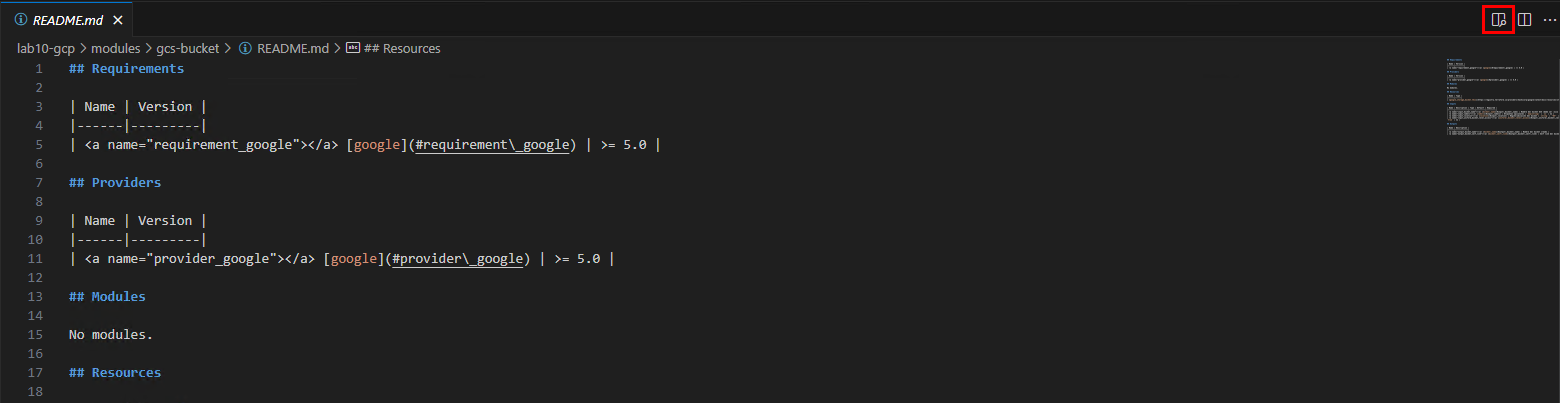 README.md
lab10-gcp > modules > gcs-bucket > README.md > ## Resources
1 ## Requirements
2
3 | Name | Version |
4 |------|---------|
5 | <a name="requirement_google"></a> [google](#requirement\_google) | >= 5.0 |
6
7 ## Providers
8
9 | Name | Version |
10 |------|---------|
11 | <a name="provider_google"></a> [google](#provider\_google) | >= 5.0 |
12
13 ## Modules
14
15 No modules.
16
17 ## Resources
18